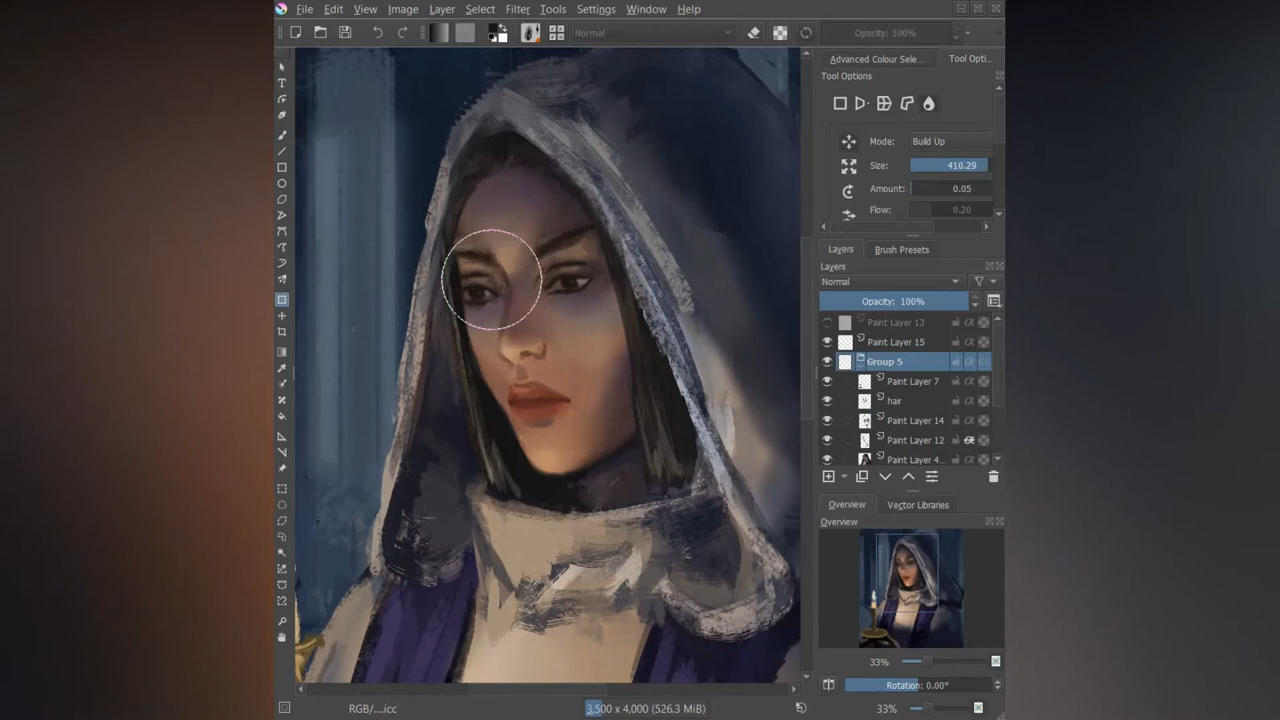 File Edit View Image Layer Select Filter Tools Settings Window Help
Normal
Opacity: 100%
Advanced Colour Sele...
Tool Opti...
Tool Options
Mode: Build Up
Size: 410.29
Amount: 0.05
Flow: 0.20
Layers
Brush Presets
Layers
Normal
Opacity: 100%
Paint Layer 13
Paint Layer 15
Group 5
Paint Layer 7
hair
Paint Layer 14
Paint Layer 12
Paint Layer 4...
Overview
Vector Libraries
Overview
33%
Rotation: 0.00°
RGB/....icc
3,500 x 4,000 (526.3 MiB)
33%